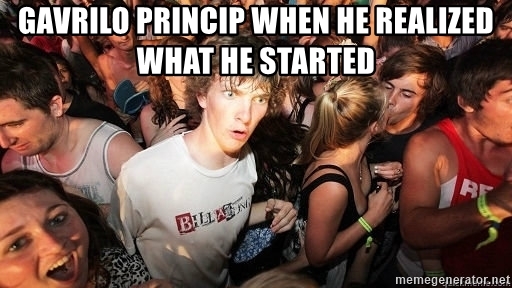 GAVRILO PRINCIP WHEN HE REALIZED
WHAT HE STARTED
memegenerator.net